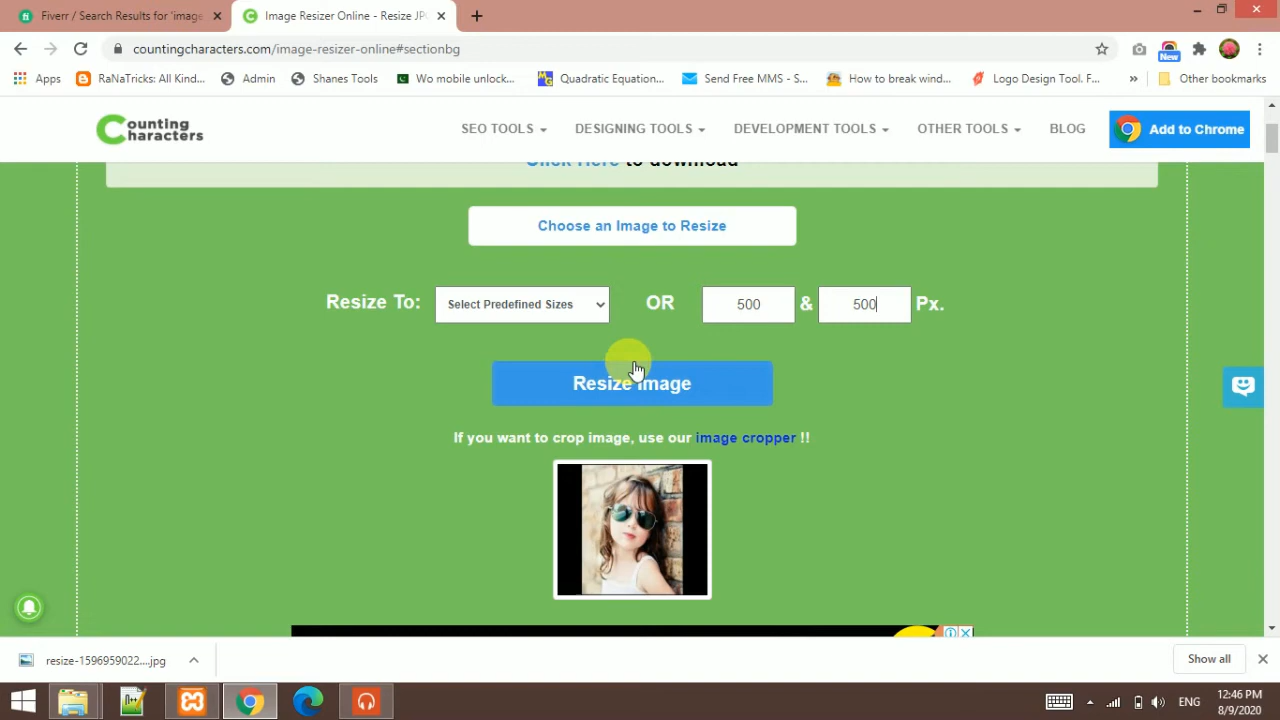 Fiverr / Search Results for 'image
Image Resizer Online - Resize JP
countingcharacters.com/image-resizer-online#sectionbg
New
Apps
RaNaTricks: All Kind...
Admin
Shanes Tools
Wo mobile unlock...
Quadratic Equation...
Send Free MMS - S...
How to break wind...
Logo Design Tool. F...
»
Other bookmarks
Counting Characters
SEO TOOLS
DESIGNING TOOLS
DEVELOPMENT TOOLS
OTHER TOOLS
BLOG
Add to Chrome
Click Here to download
Choose an Image to Resize
Resize To:
Select Predefined Sizes
OR
500
&
500
Px.
Resize Image
If you want to crop image, use our image cropper !!
resize-1596959022....jpg
Show all
ENG
12:46 PM
8/9/2020